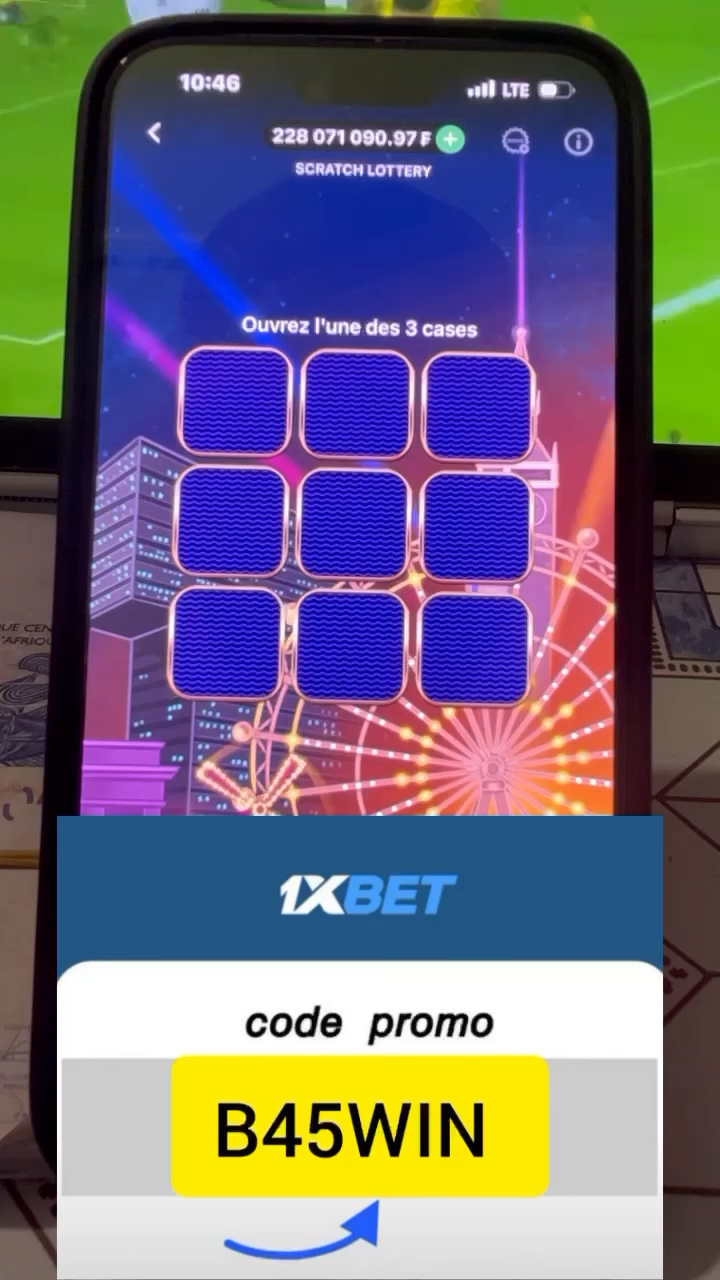 10:46
LTE
228 071 090.97 ₣
SCRATCH LOTTERY
Ouvrez l'une des 3 cases
1XBET
code promo
B45WIN